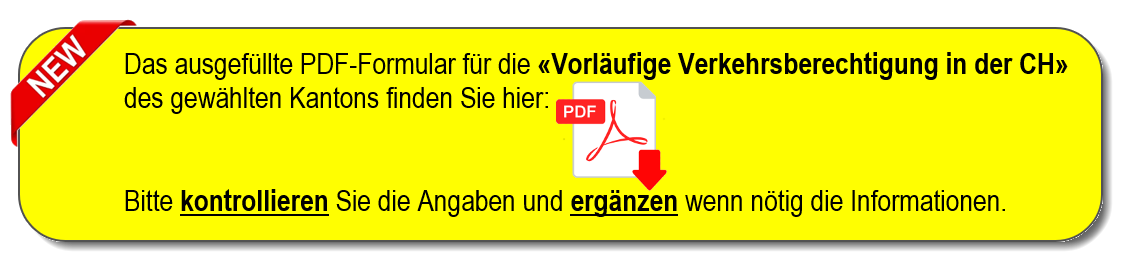 NEW
Das ausgefüllte PDF-Formular für die «Vorläufige Verkehrsberechtigung in der CH»
des gewählten Kantons finden Sie hier:
PDF
Bitte kontrollieren Sie die Angaben und ergänzen wenn nötig die Informationen.